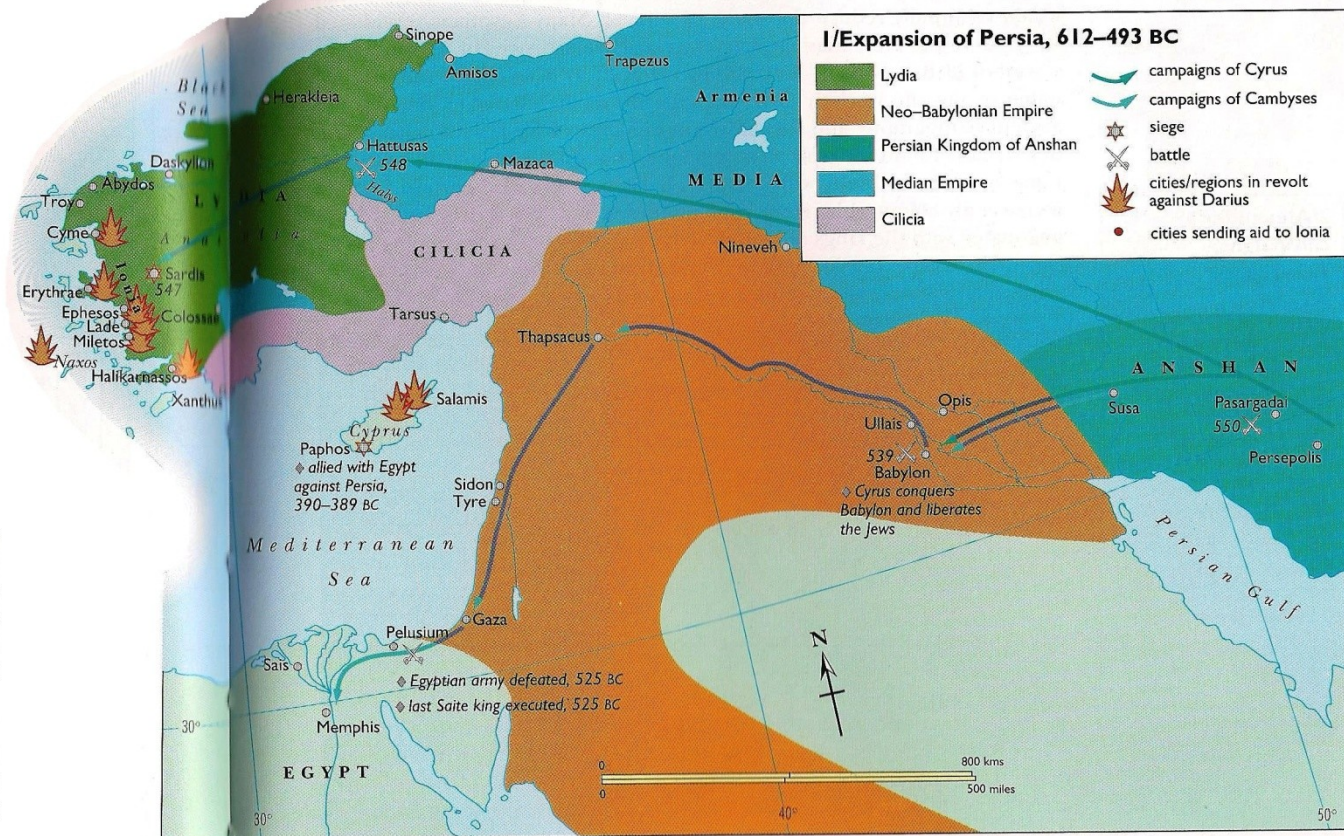 1/Expansion of Persia, 612–493 BC
Lydia
Neo–Babylonian Empire
Persian Kingdom of Anshan
Median Empire
Cilicia
campaigns of Cyrus
campaigns of Cambyses
siege
battle
cities/regions in revolt
against Darius
cities sending aid to Ionia
Sinope
Amisos
Trapezus
Black
Sea
Herakleia
Armenia
Hattusas
548
Halys
Mazaca
MEDIA
Daskylion
Abydos
Troy
LYDIA
Cyme
Anatolia
CILICIA
Nineveh
Sardis
547
Ionya
Erythrae
Ephesos
Lade
Miletos
Colossae
Tarsus
Thapsacus
Naxos
Halikarnassos
Xanthus
ANSHAN
Salamis
Cyprus
Paphos
allied with Egypt
against Persia,
390–389 BC
Opis
Susa
Pasargadai
550
Persepolis
Ullais
539
Babylon
Cyrus conquers
Babylon and liberates
the Jews
Sidon
Tyre
Mediterranean
Sea
Persian Gulf
Gaza
Pelusium
Sais
Egyptian army defeated, 525 BC
last Saite king executed, 525 BC
Memphis
EGYPT
N
0
800 kms
0
500 miles
30°
30°
40°
50°